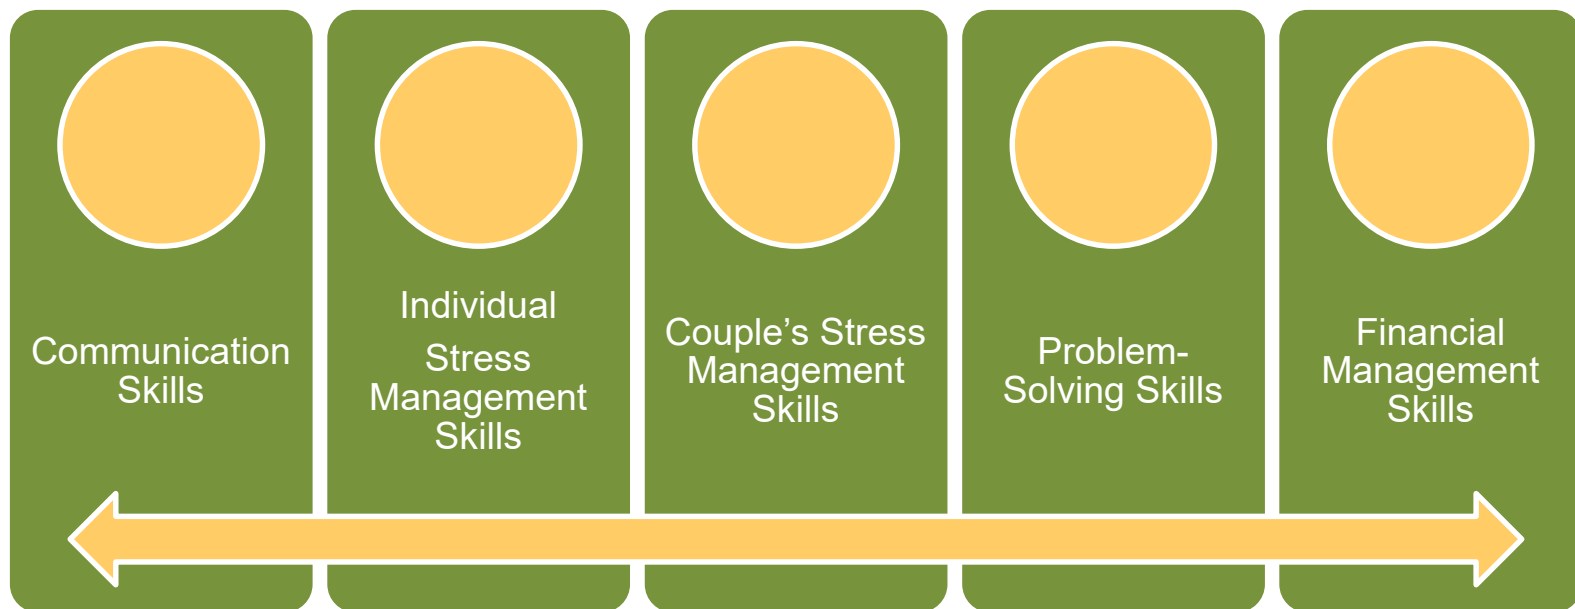 Communication
Skills
Individual
Stress
Management
Skills
Couple’s Stress
Management
Skills
Problem-
Solving Skills
Financial
Management
Skills